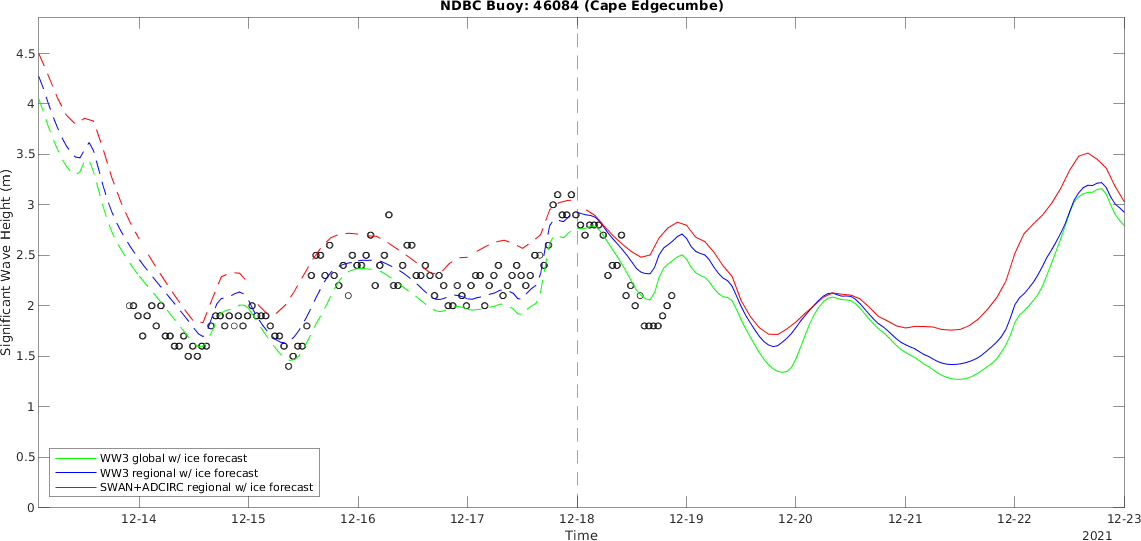 NDBC Buoy: 46084 (Cape Edgecumbe)
Significant Wave Height (m)
4.5
4
3.5
3
2.5
2
1.5
1
0.5
0
WW3 global w/ ice forecast
WW3 regional w/ ice forecast
SWAN+ADCIRC regional w/ ice forecast
12-14 12-15 12-16 12-17 12-18 12-19 12-20 12-21 12-22 12-23
Time
2021